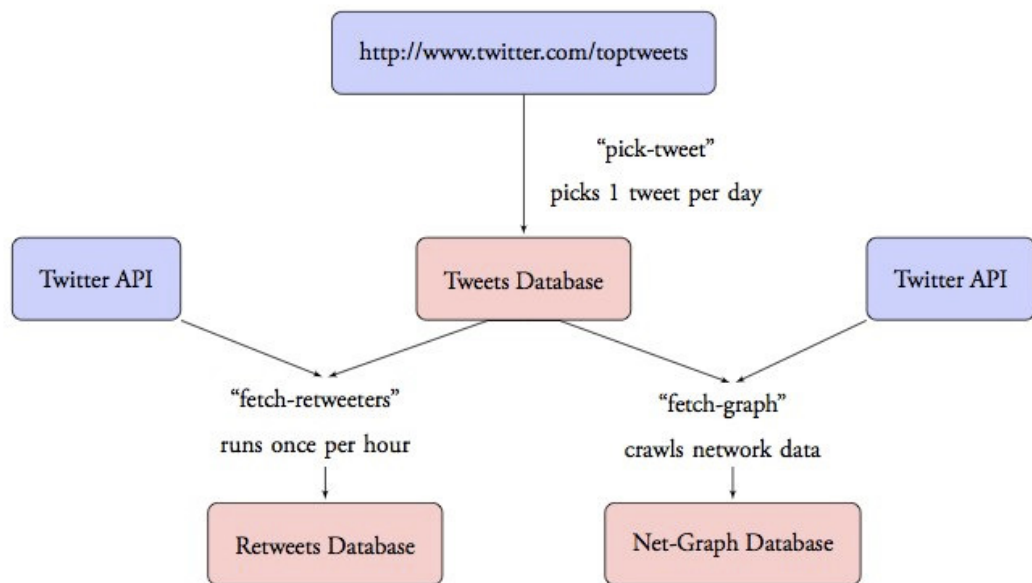 http://www.twitter.com/toptweets
“pick-tweet”
picks 1 tweet per day
Twitter API
Tweets Database
Twitter API
“fetch-retweeters”
runs once per hour
“fetch-graph”
crawls network data
Retweets Database
Net-Graph Database